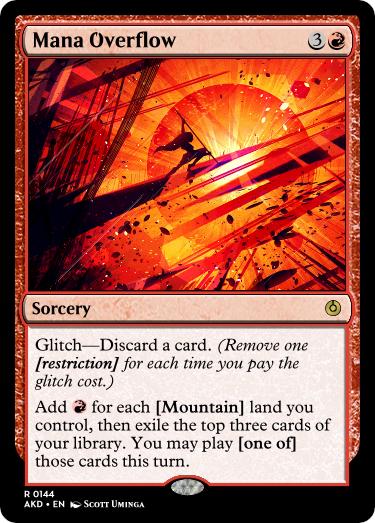 Mana Overflow 3
Sorcery
Glitch—Discard a card. (Remove one
[restriction] for each time you pay the
glitch cost.)
Add for each [Mountain] land you
control, then exile the top three cards of
your library. You may play [one of]
those cards this turn.
R 0144
AKD • EN Scott Uminga